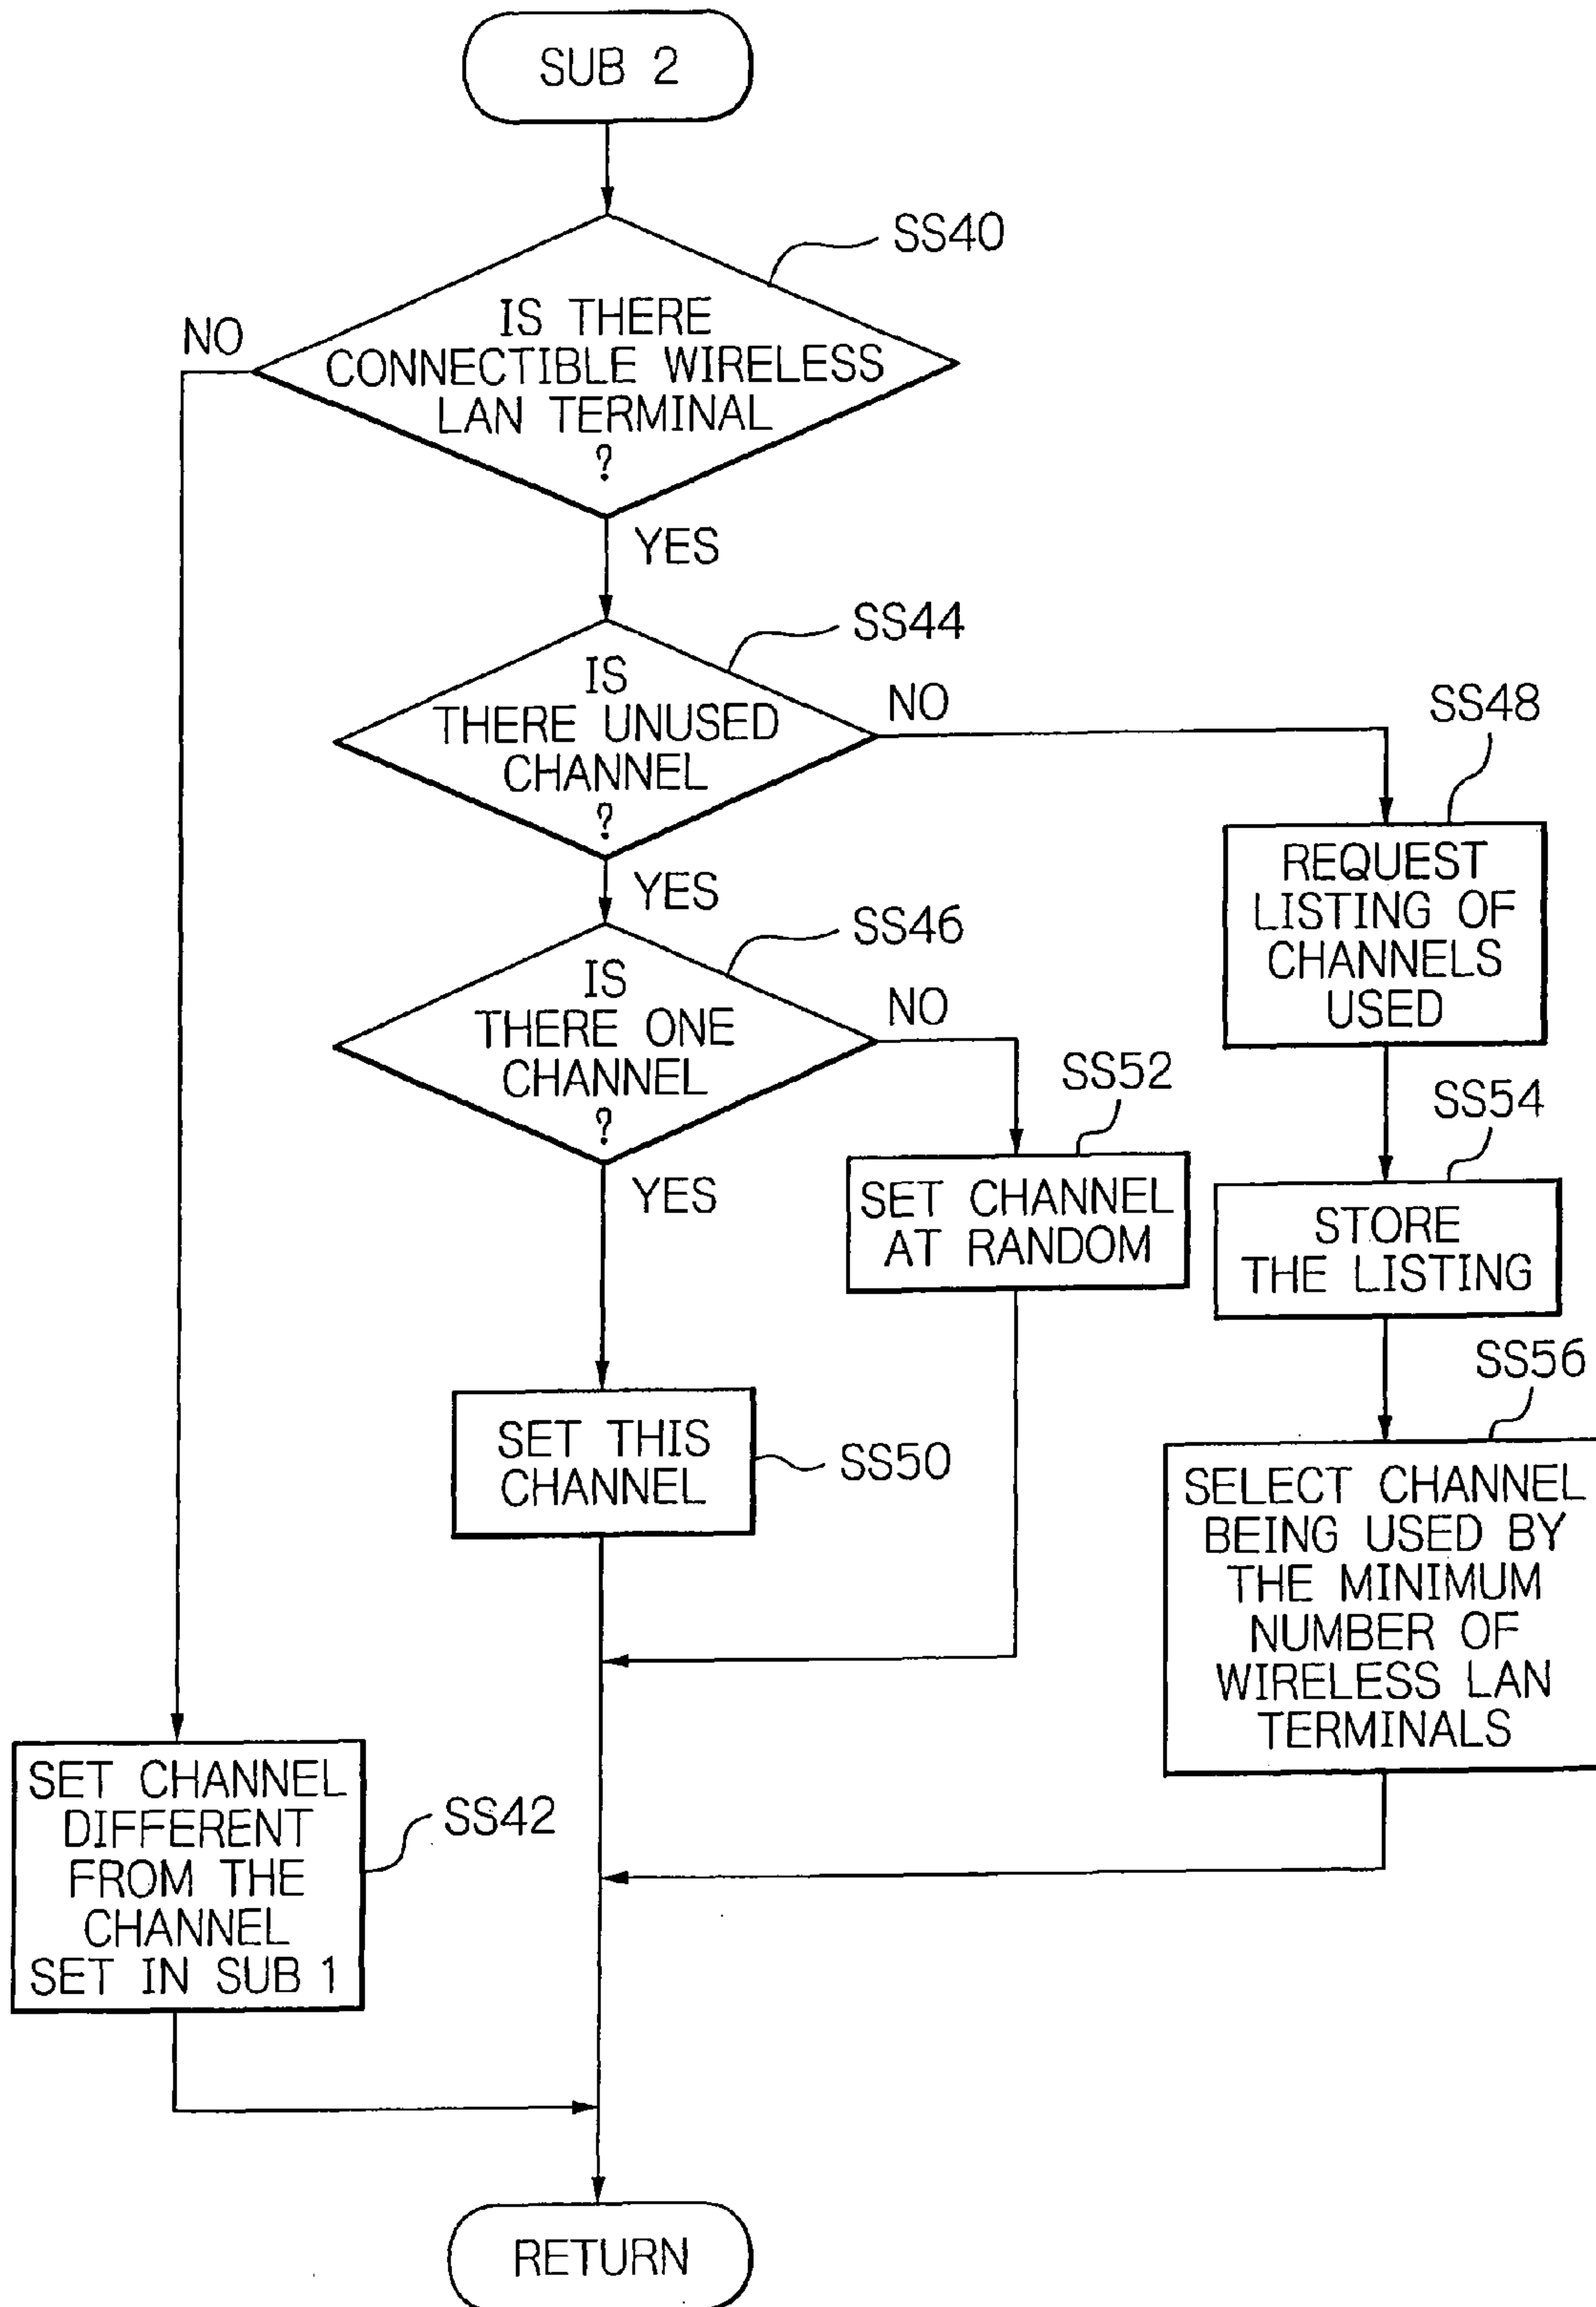 SUB 2
SS40
IS THERE
CONNECTIBLE WIRELESS
LAN TERMINAL
?
NO
YES
SS44
IS
THERE UNUSED
CHANNEL
?
NO
YES
SS48
REQUEST
LISTING OF
CHANNELS
USED
SS46
IS
THERE ONE
CHANNEL
?
NO
YES
SS52
SET CHANNEL
AT RANDOM
SS54
STORE
THE LISTING
SS56
SELECT CHANNEL
BEING USED BY
THE MINIMUM
NUMBER OF
WIRELESS LAN
TERMINALS
SET THIS
CHANNEL
SS50
SET CHANNEL
DIFFERENT
FROM THE
CHANNEL
SET IN SUB 1
SS42
RETURN